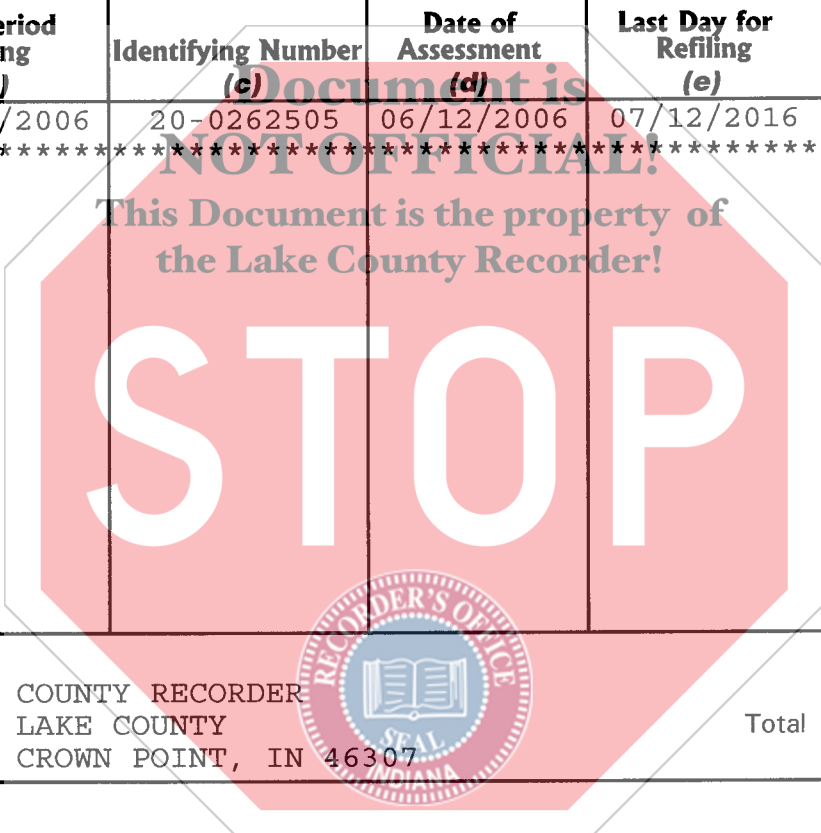 eriod Date of Last Day for
ng Identifying Number Assessment Refiling
) (c) (d) (e)
Document is
/2006 20-0262505 06/12/2006 07/12/2016
NOT OFFICIAL!
This Document is the property of
the Lake County Recorder!
STOP
RECORDER'S OFFICE
SEAL
INDIANA
COUNTY RECORDER
LAKE COUNTY Total
CROWN POINT, IN 46307